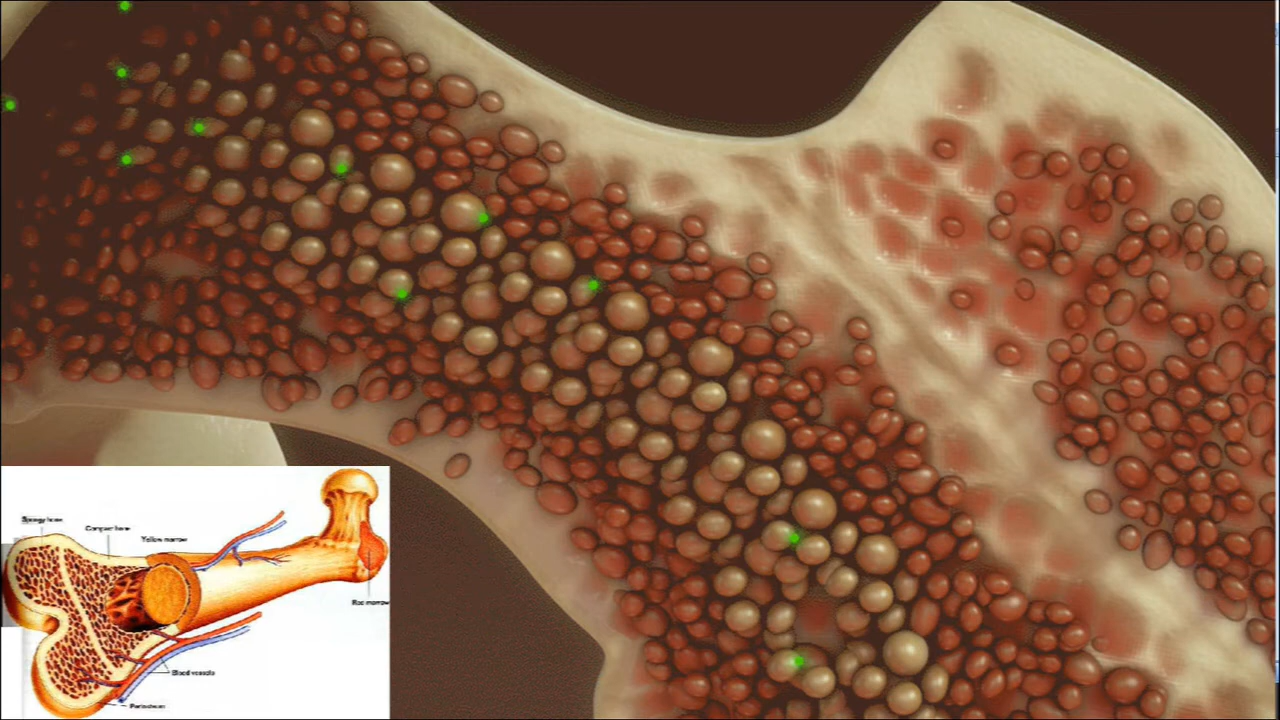 Spongy bone
Compact bone
Yellow marrow
Red marrow
Blood vessels
Periosteum